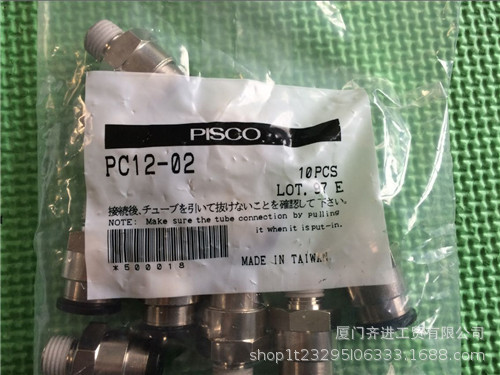 PISCO
PC12-02
10PCS
LOT. 97 E
接続後、チューブを引いて抜けないことを確認して下さい。
NOTE: Make sure the tube connection by pulling
it when it is put-in.
*500018
MADE IN TAIWAN
厦门齐进工贸有限公司
shop1t23295l06333.1688.com